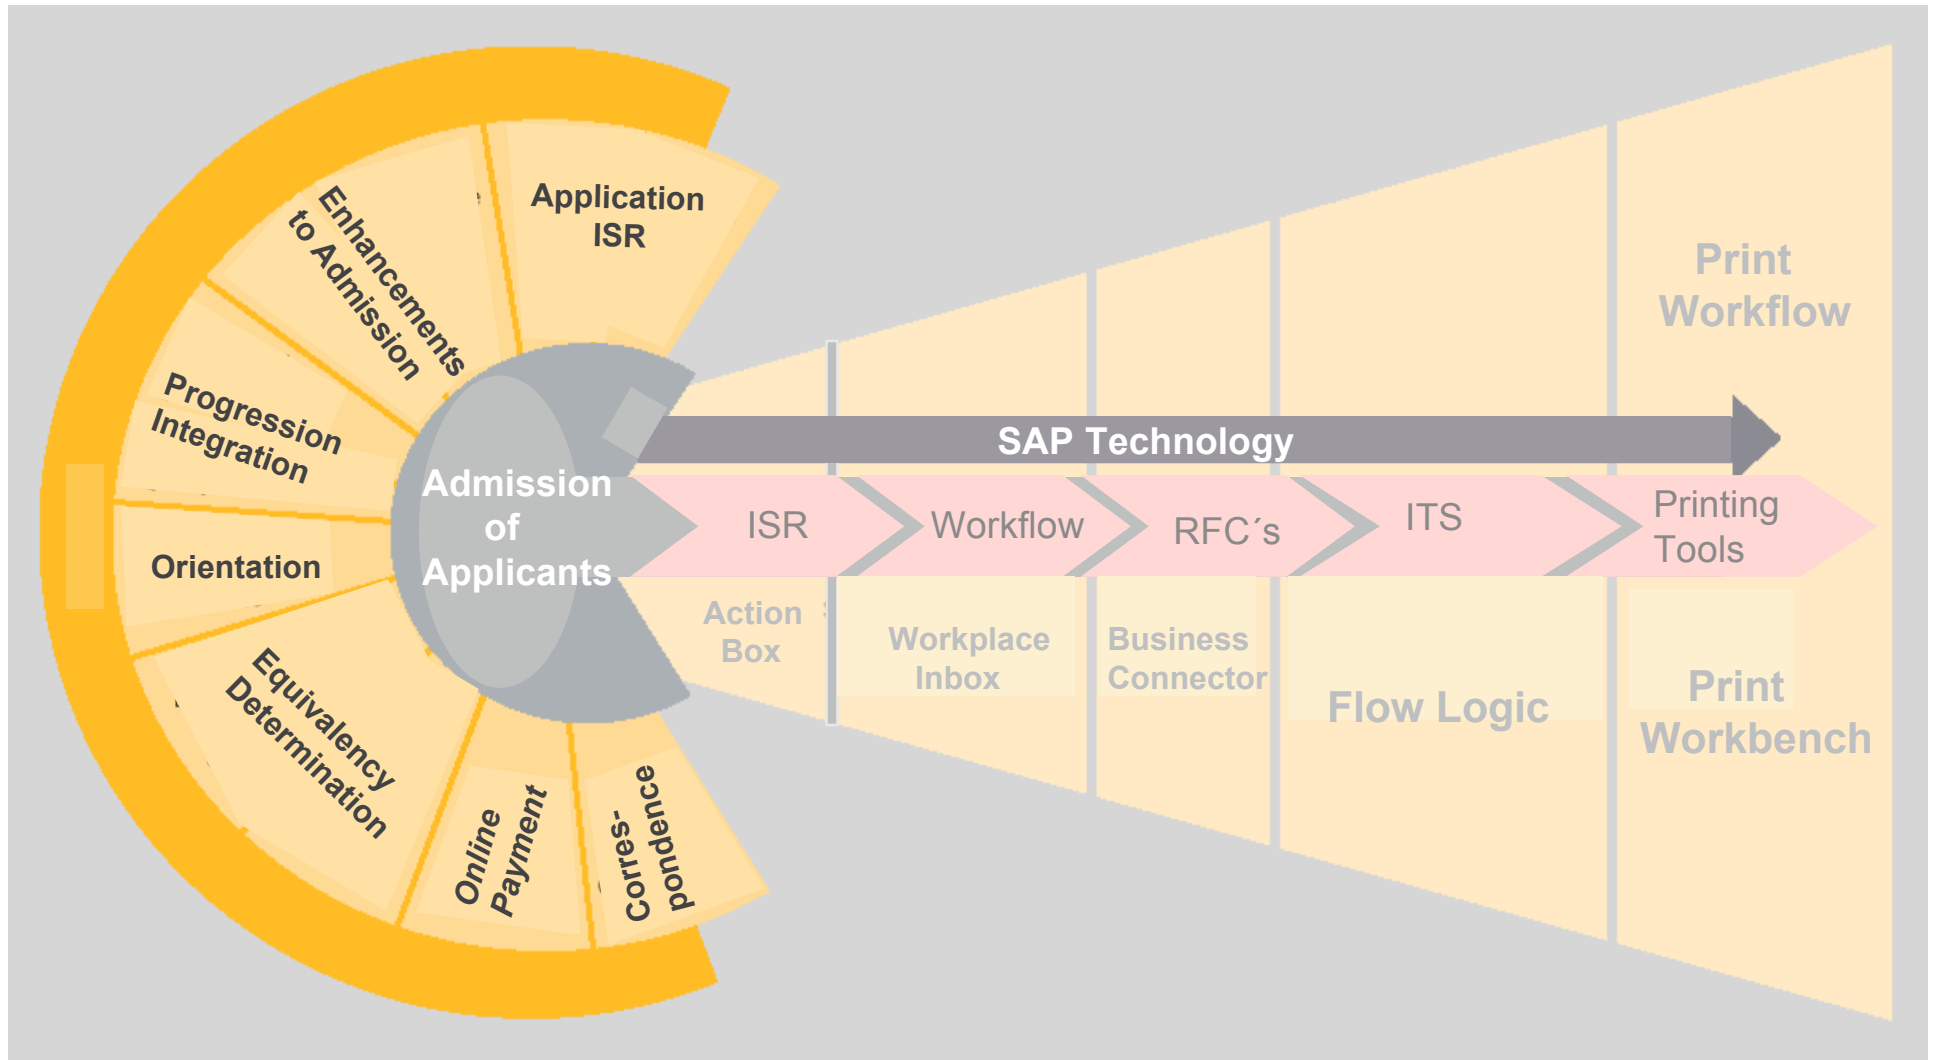 Application
ISR
Enhancements
to Admission
Progression
Integration
Orientation
Equivalency
Determination
Online
Payment
Corres-
pondence
Admission
of
Applicants
SAP Technology
ISR
Workflow
RFC´s
ITS
Printing
Tools
Action
Box
Workplace
Inbox
Business
Connector
Flow Logic
Print
Workflow
Print
Workbench